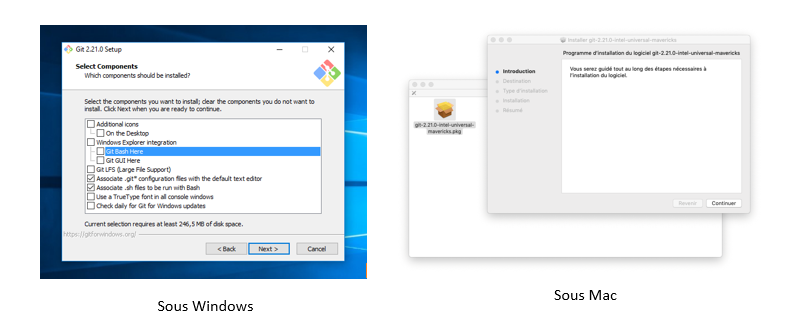 Git 2.21.0 Setup
Select Components
Which components should be installed?
Select the components you want to install; clear the components you do not want to
install. Click Next when you are ready to continue.
Additional icons
On the Desktop
Windows Explorer integration
Git Bash Here
Git GUI Here
Git LFS (Large File Support)
Associate .git* configuration files with the default text editor
Associate .sh files to be run with Bash
Use a TrueType font in all console windows
Check daily for Git for Windows updates
Current selection requires at least 246,5 MB of disk space.
https://gitforwindows.org/
< Back
Next >
Cancel
Sous Windows
Installer git-2.21.0-intel-universal-mavericks
Programme d'installation du logiciel git-2.21.0-intel-universal-mavericks
Introduction
Destination
Type d'installation
Installation
Résumé
Vous serez guidé tout au long des étapes nécessaires à
l'installation du logiciel.
git-2.21.0-intel-universal-
mavericks.pkg
Revenir
Continuer
Sous Mac